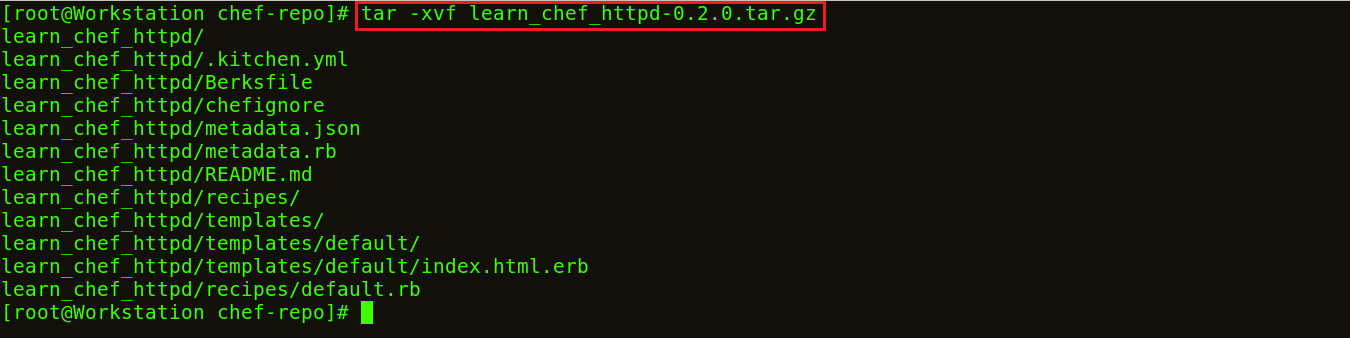 [root@Workstation chef-repo]# tar -xvf learn_chef_httpd-0.2.0.tar.gz
learn_chef_httpd/
learn_chef_httpd/.kitchen.yml
learn_chef_httpd/Berksfile
learn_chef_httpd/chefignore
learn_chef_httpd/metadata.json
learn_chef_httpd/metadata.rb
learn_chef_httpd/README.md
learn_chef_httpd/recipes/
learn_chef_httpd/templates/
learn_chef_httpd/templates/default/
learn_chef_httpd/templates/default/index.html.erb
learn_chef_httpd/recipes/default.rb
[root@Workstation chef-repo]#